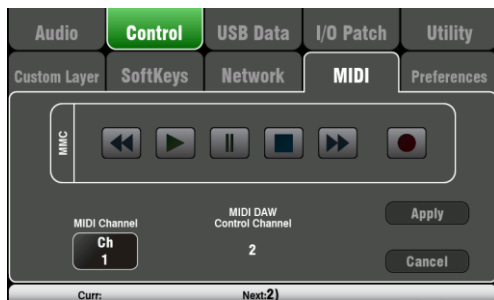 Audio Control USB Data I/O Patch Utility
Custom Layer SoftKeys Network MIDI Preferences
MMC
MIDI Channel
Ch
1
MIDI DAW
Control Channel
2
Apply
Cancel
Curr: Next:2)